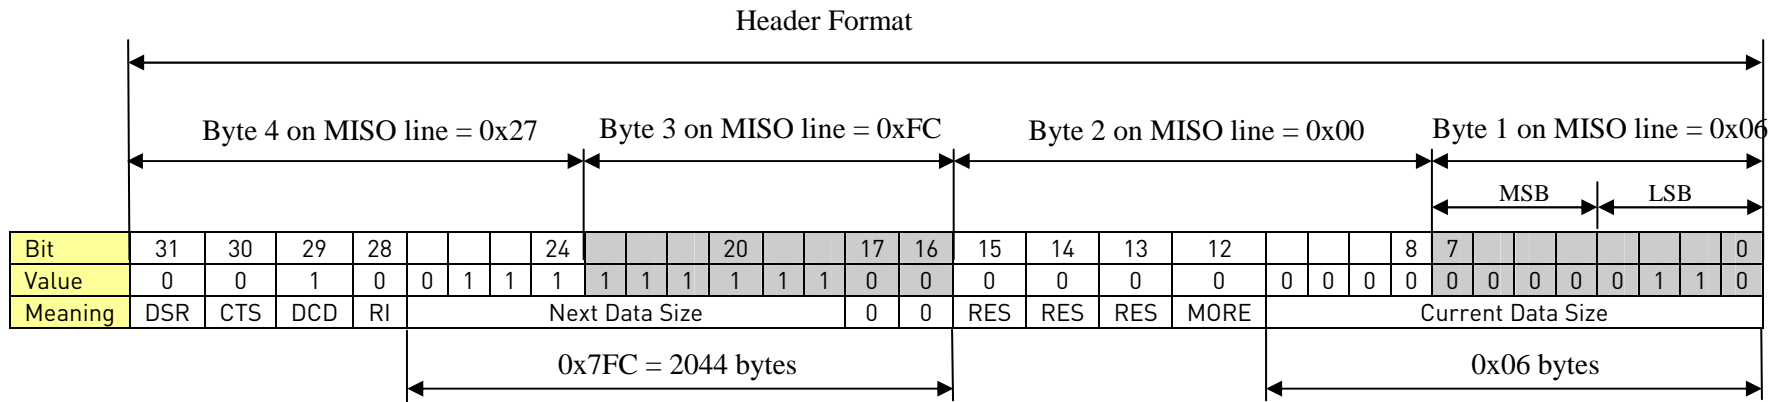 Header Format
Byte 4 on MISO line = 0x27 Byte 3 on MISO line = 0xFC Byte 2 on MISO line = 0x00 Byte 1 on MISO line = 0x06
MSB LSB
Bit 31 30 29 28 24 20 17 16 15 14 13 12 8 7 0
Value 0 0 1 0 0 1 1 1 1 1 1 1 1 1 0 0 0 0 0 0 0 0 0 0 0 0 0 0 0 1 1 0
Meaning DSR CTS DCD RI Next Data Size 0 0 RES RES RES MORE Current Data Size
0x7FC = 2044 bytes 0x06 bytes